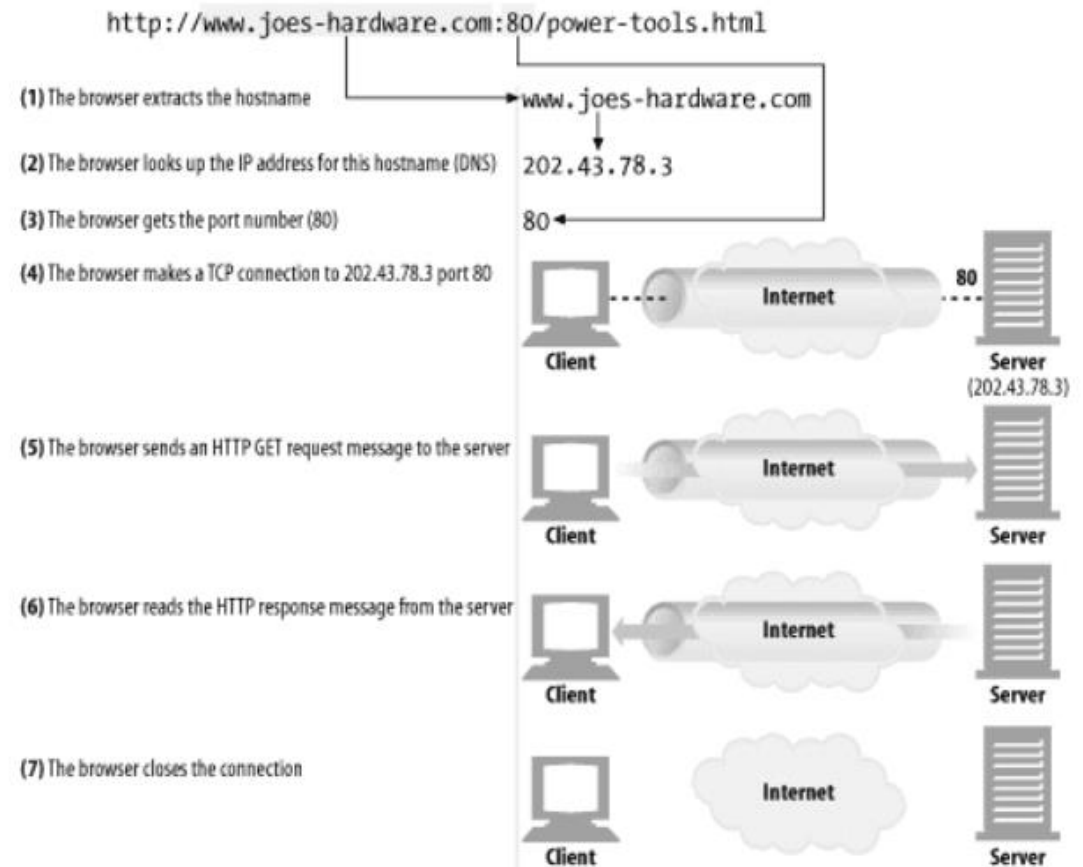 http://www.joes-hardware.com:80/power-tools.html
(1) The browser extracts the hostname
www.joes-hardware.com
(2) The browser looks up the IP address for this hostname (DNS)
202.43.78.3
(3) The browser gets the port number (80)
80
(4) The browser makes a TCP connection to 202.43.78.3 port 80
Internet
80
Client
Server
(202.43.78.3)
(5) The browser sends an HTTP GET request message to the server
Internet
Client
Server
(6) The browser reads the HTTP response message from the server
Internet
Client
Server
(7) The browser closes the connection
Internet
Client
Server